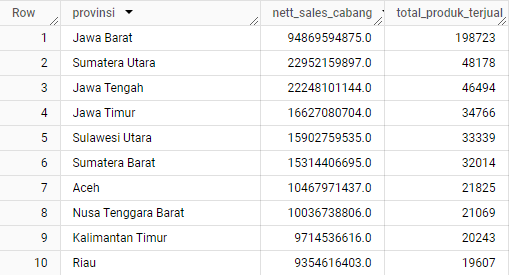 Row provinsi nett_sales_cabang total_produk_terjual
1 Jawa Barat 94869594875.0 198723
2 Sumatera Utara 22952159897.0 48178
3 Jawa Tengah 22248101144.0 46494
4 Jawa Timur 16627080704.0 34766
5 Sulawesi Utara 15902759535.0 33339
6 Sumatera Barat 15314406695.0 32014
7 Aceh 10467971437.0 21825
8 Nusa Tenggara Barat 10036738806.0 21069
9 Kalimantan Timur 9714536616.0 20243
10 Riau 9354616403.0 19607